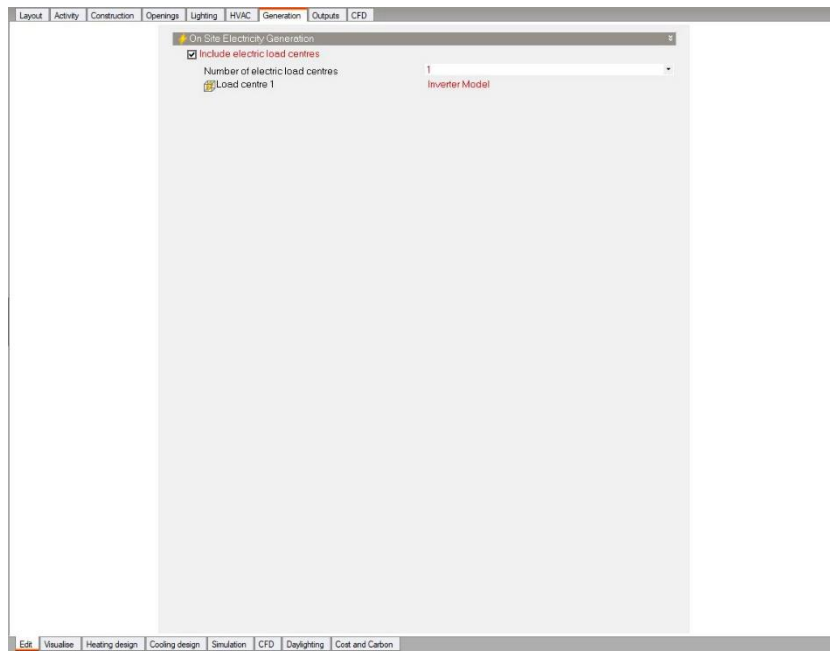 Layout Activity Construction Openings Lighting HVAC Generation Outputs CFD
On Site Electricity Generation
Include electric load centres
Number of electric load centres 1
Load centre 1 Inverter Model
Edit Visualise Heating design Cooling design Simulation CFD Daylighting Cost and Carbon